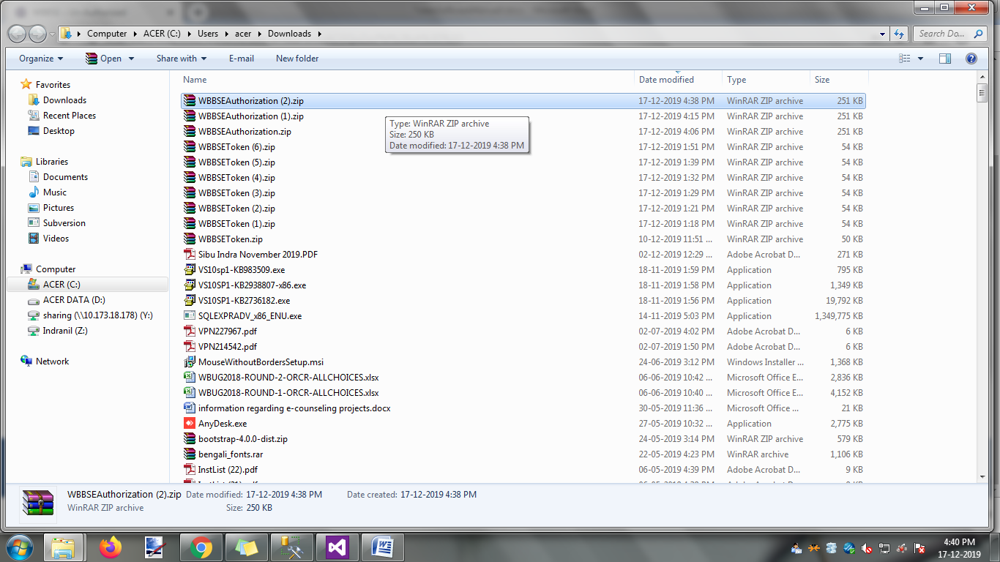 Computer ACER (C:) Users acer Downloads
Search Do...
Organize Open Share with E-mail New folder
Favorites
Downloads
Recent Places
Desktop
Libraries
Documents
Music
Pictures
Subversion
Videos
Computer
ACER (C:)
ACER DATA (D:)
sharing (\\10.173.18.178) (Y:)
Indranil (Z:)
Network
Name Date modified Type Size
WBBSEAuthorization (2).zip 17-12-2019 4:38 PM WinRAR ZIP archive 251 KB
WBBSEAuthorization (1).zip 17-12-2019 4:15 PM WinRAR ZIP archive 251 KB
WBBSEAuthorization.zip 17-12-2019 4:06 PM WinRAR ZIP archive 251 KB
WBBSEToken (6).zip 17-12-2019 1:51 PM WinRAR ZIP archive 54 KB
WBBSEToken (5).zip 17-12-2019 1:39 PM WinRAR ZIP archive 54 KB
WBBSEToken (4).zip 17-12-2019 1:32 PM WinRAR ZIP archive 54 KB
WBBSEToken (3).zip 17-12-2019 1:29 PM WinRAR ZIP archive 54 KB
WBBSEToken (2).zip 17-12-2019 1:21 PM WinRAR ZIP archive 54 KB
WBBSEToken (1).zip 17-12-2019 1:18 PM WinRAR ZIP archive 54 KB
WBBSEToken.zip 10-12-2019 11:51 ... WinRAR ZIP archive 50 KB
Sibu Indra November 2019.PDF 02-12-2019 12:29 ... Adobe Acrobat D... 271 KB
VS10sp1-KB983509.exe 18-11-2019 1:59 PM Application 795 KB
VS10SP1-KB2938807-x86.exe 18-11-2019 1:58 PM Application 1,349 KB
VS10SP1-KB2736182.exe 18-11-2019 1:56 PM Application 19,792 KB
SQLEXPRADV_x86_ENU.exe 14-11-2019 5:03 PM Application 1,349,775 KB
VPN227967.pdf 02-07-2019 4:02 PM Adobe Acrobat D... 6 KB
VPN214542.pdf 02-07-2019 1:50 PM Adobe Acrobat D... 6 KB
MouseWithoutBordersSetup.msi 24-06-2019 3:12 PM Windows Installer ... 1,368 KB
WBUG2018-ROUND-2-ORCR-ALLCHOICES.xlsx 06-06-2019 10:42 ... Microsoft Office E... 2,836 KB
WBUG2018-ROUND-1-ORCR-ALLCHOICES.xlsx 06-06-2019 10:40 ... Microsoft Office E... 4,152 KB
information regarding e-counseling projects.docx 30-05-2019 11:36 ... Microsoft Office ... 21 KB
AnyDesk.exe 27-05-2019 10:32 ... Application 2,775 KB
bootstrap-4.0.0-dist.zip 24-05-2019 3:14 PM WinRAR ZIP archive 579 KB
bengali_fonts.rar 22-05-2019 4:23 PM WinRAR archive 1,106 KB
InstList (22).pdf 06-05-2019 4:39 PM Adobe Acrobat D... 9 KB
Type: WinRAR ZIP archive
Size: 250 KB
Date modified: 17-12-2019 4:38 PM
WBBSEAuthorization (2).zip Date modified: 17-12-2019 4:38 PM Date created: 17-12-2019 4:38 PM
WinRAR ZIP archive Size: 250 KB
4:40 PM
17-12-2019